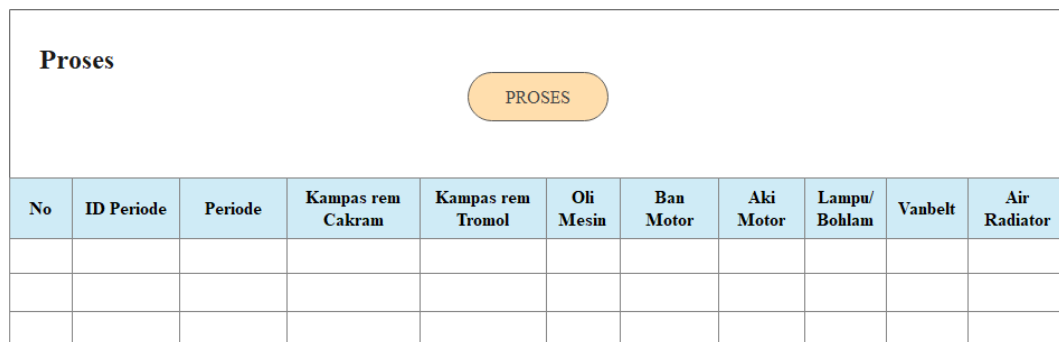 Proses
PROSES
No
ID Periode
Periode
Kampas rem
Cakram
Kampas rem
Tromol
Oli
Mesin
Ban
Motor
Aki
Motor
Lampu/
Bohlam
Vanbelt
Air
Radiator